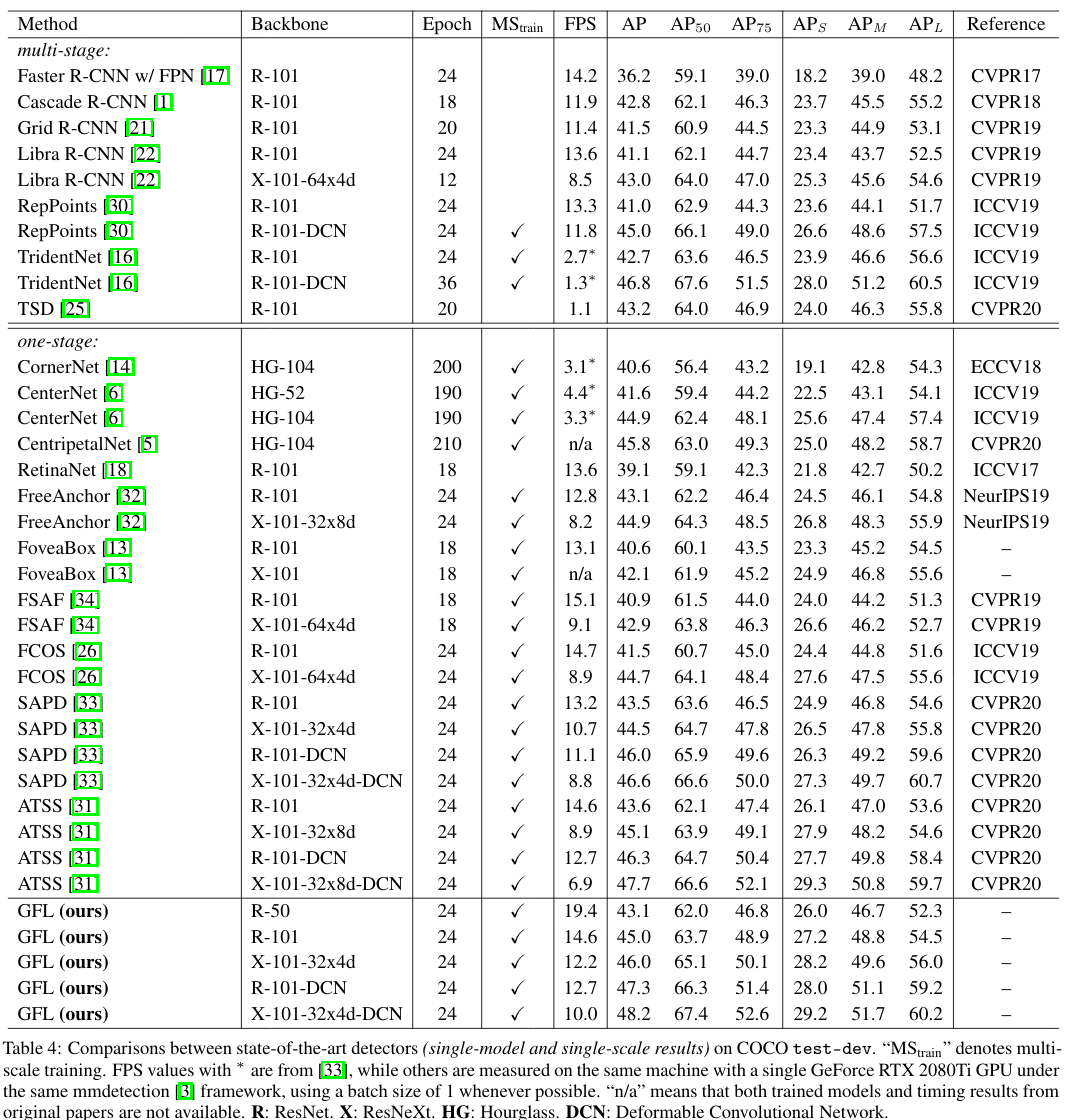 Method Backbone Epoch MStrain FPS AP AP50 AP75 APS APM APL Reference
multi-stage:
Faster R-CNN w/ FPN [17] R-101 24 14.2 36.2 59.1 39.0 18.2 39.0 48.2 CVPR17
Cascade R-CNN [1] R-101 18 11.9 42.8 62.1 46.3 23.7 45.5 55.2 CVPR18
Grid R-CNN [21] R-101 20 11.4 41.5 60.9 44.5 23.3 44.9 53.1 CVPR19
Libra R-CNN [22] R-101 24 13.6 41.1 62.1 44.7 23.4 43.7 52.5 CVPR19
Libra R-CNN [22] X-101-64x4d 12 8.5 43.0 64.0 47.0 25.3 45.6 54.6 CVPR19
RepPoints [30] R-101 24 13.3 41.0 62.9 44.3 23.6 44.1 51.7 ICCV19
RepPoints [30] R-101-DCN 24 ✓ 11.8 45.0 66.1 49.0 26.6 48.6 57.5 ICCV19
TridentNet [16] R-101 24 ✓ 2.7* 42.7 63.6 46.5 23.9 46.6 56.6 ICCV19
TridentNet [16] R-101-DCN 36 ✓ 1.3* 46.8 67.6 51.5 28.0 51.2 60.5 ICCV19
TSD [25] R-101 20 1.1 43.2 64.0 46.9 24.0 46.3 55.8 CVPR20
one-stage:
CornerNet [14] HG-104 200 ✓ 3.1* 40.6 56.4 43.2 19.1 42.8 54.3 ECCV18
CenterNet [6] HG-52 190 ✓ 4.4* 41.6 59.4 44.2 22.5 43.1 54.1 ICCV19
CenterNet [6] HG-104 190 ✓ 3.3* 44.9 62.4 48.1 25.6 47.4 57.4 ICCV19
CentripetalNet [5] HG-104 210 ✓ n/a 45.8 63.0 49.3 25.0 48.2 58.7 CVPR20
RetinaNet [18] R-101 18 13.6 39.1 59.1 42.3 21.8 42.7 50.2 ICCV17
FreeAnchor [32] R-101 24 ✓ 12.8 43.1 62.2 46.4 24.5 46.1 54.8 NeurIPS19
FreeAnchor [32] X-101-32x8d 24 ✓ 8.2 44.9 64.3 48.5 26.8 48.3 55.9 NeurIPS19
FoveaBox [13] R-101 18 ✓ 13.1 40.6 60.1 43.5 23.3 45.2 54.5 –
FoveaBox [13] X-101 18 ✓ n/a 42.1 61.9 45.2 24.9 46.8 55.6 –
FSAF [34] R-101 18 ✓ 15.1 40.9 61.5 44.0 24.0 44.2 51.3 CVPR19
FSAF [34] X-101-64x4d 18 ✓ 9.1 42.9 63.8 46.3 26.6 46.2 52.7 CVPR19
FCOS [26] R-101 24 ✓ 14.7 41.5 60.7 45.0 24.4 44.8 51.6 ICCV19
FCOS [26] X-101-64x4d 24 ✓ 8.9 44.7 64.1 48.4 27.6 47.5 55.6 ICCV19
SAPD [33] R-101 24 ✓ 13.2 43.5 63.6 46.5 24.9 46.8 54.6 CVPR20
SAPD [33] X-101-32x4d 24 ✓ 10.7 44.5 64.7 47.8 26.5 47.8 55.8 CVPR20
SAPD [33] R-101-DCN 24 ✓ 11.1 46.0 65.9 49.6 26.3 49.2 59.6 CVPR20
SAPD [33] X-101-32x4d-DCN 24 ✓ 8.8 46.6 66.6 50.0 27.3 49.7 60.7 CVPR20
ATSS [31] R-101 24 ✓ 14.6 43.6 62.1 47.4 26.1 47.0 53.6 CVPR20
ATSS [31] X-101-32x8d 24 ✓ 8.9 45.1 63.9 49.1 27.9 48.2 54.6 CVPR20
ATSS [31] R-101-DCN 24 ✓ 12.7 46.3 64.7 50.4 27.7 49.8 58.4 CVPR20
ATSS [31] X-101-32x8d-DCN 24 ✓ 6.9 47.7 66.6 52.1 29.3 50.8 59.7 CVPR20
GFL (ours) R-50 24 ✓ 19.4 43.1 62.0 46.8 26.0 46.7 52.3 –
GFL (ours) R-101 24 ✓ 14.6 45.0 63.7 48.9 27.2 48.8 54.5 –
GFL (ours) X-101-32x4d 24 ✓ 12.2 46.0 65.1 50.1 28.2 49.6 56.0 –
GFL (ours) R-101-DCN 24 ✓ 12.7 47.3 66.3 51.4 28.0 51.1 59.2 –
GFL (ours) X-101-32x4d-DCN 24 ✓ 10.0 48.2 67.4 52.6 29.2 51.7 60.2 –
Table 4: Comparisons between state-of-the-art detectors (single-model and single-scale results) on COCO test-dev. “MStrain” denotes multi-
scale training. FPS values with * are from [33], while others are measured on the same machine with a single GeForce RTX 2080Ti GPU under
the same mmdetection [3] framework, using a batch size of 1 whenever possible. “n/a” means that both trained models and timing results from
original papers are not available. R: ResNet. X: ResNeXt. HG: Hourglass. DCN: Deformable Convolutional Network.